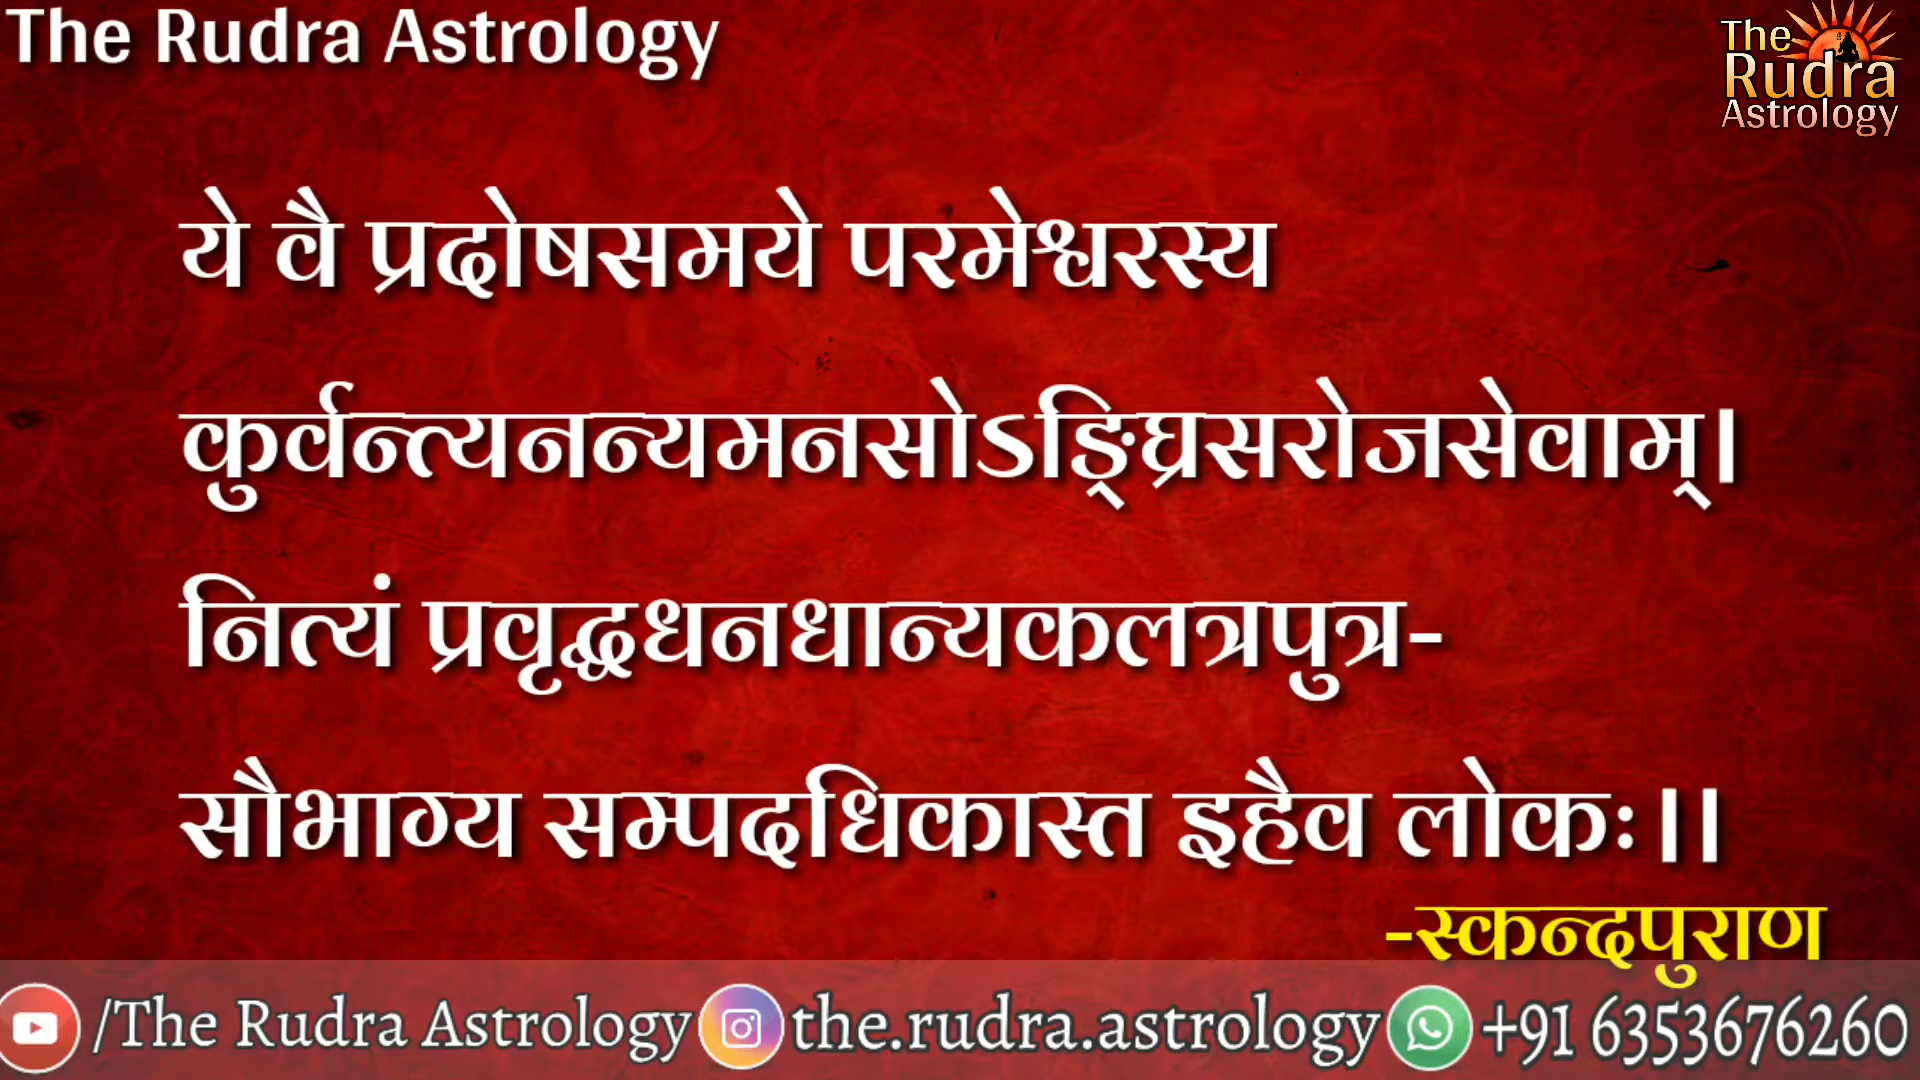 The Rudra Astrology
The
Rudra
Astrology
ये वै प्रदोषसमये परमेश्वरस्य
कुर्वन्त्यनन्यमनसोऽङ्घ्रिसरोजसेवाम्।
नित्यं प्रवृद्धधनधान्यकलत्रपुत्र-
सौभाग्य सम्पदधिकास्त इहैव लोकः।।
-स्कन्दपुराण
/The Rudra Astrology the.rudra.astrology +91 6353676260